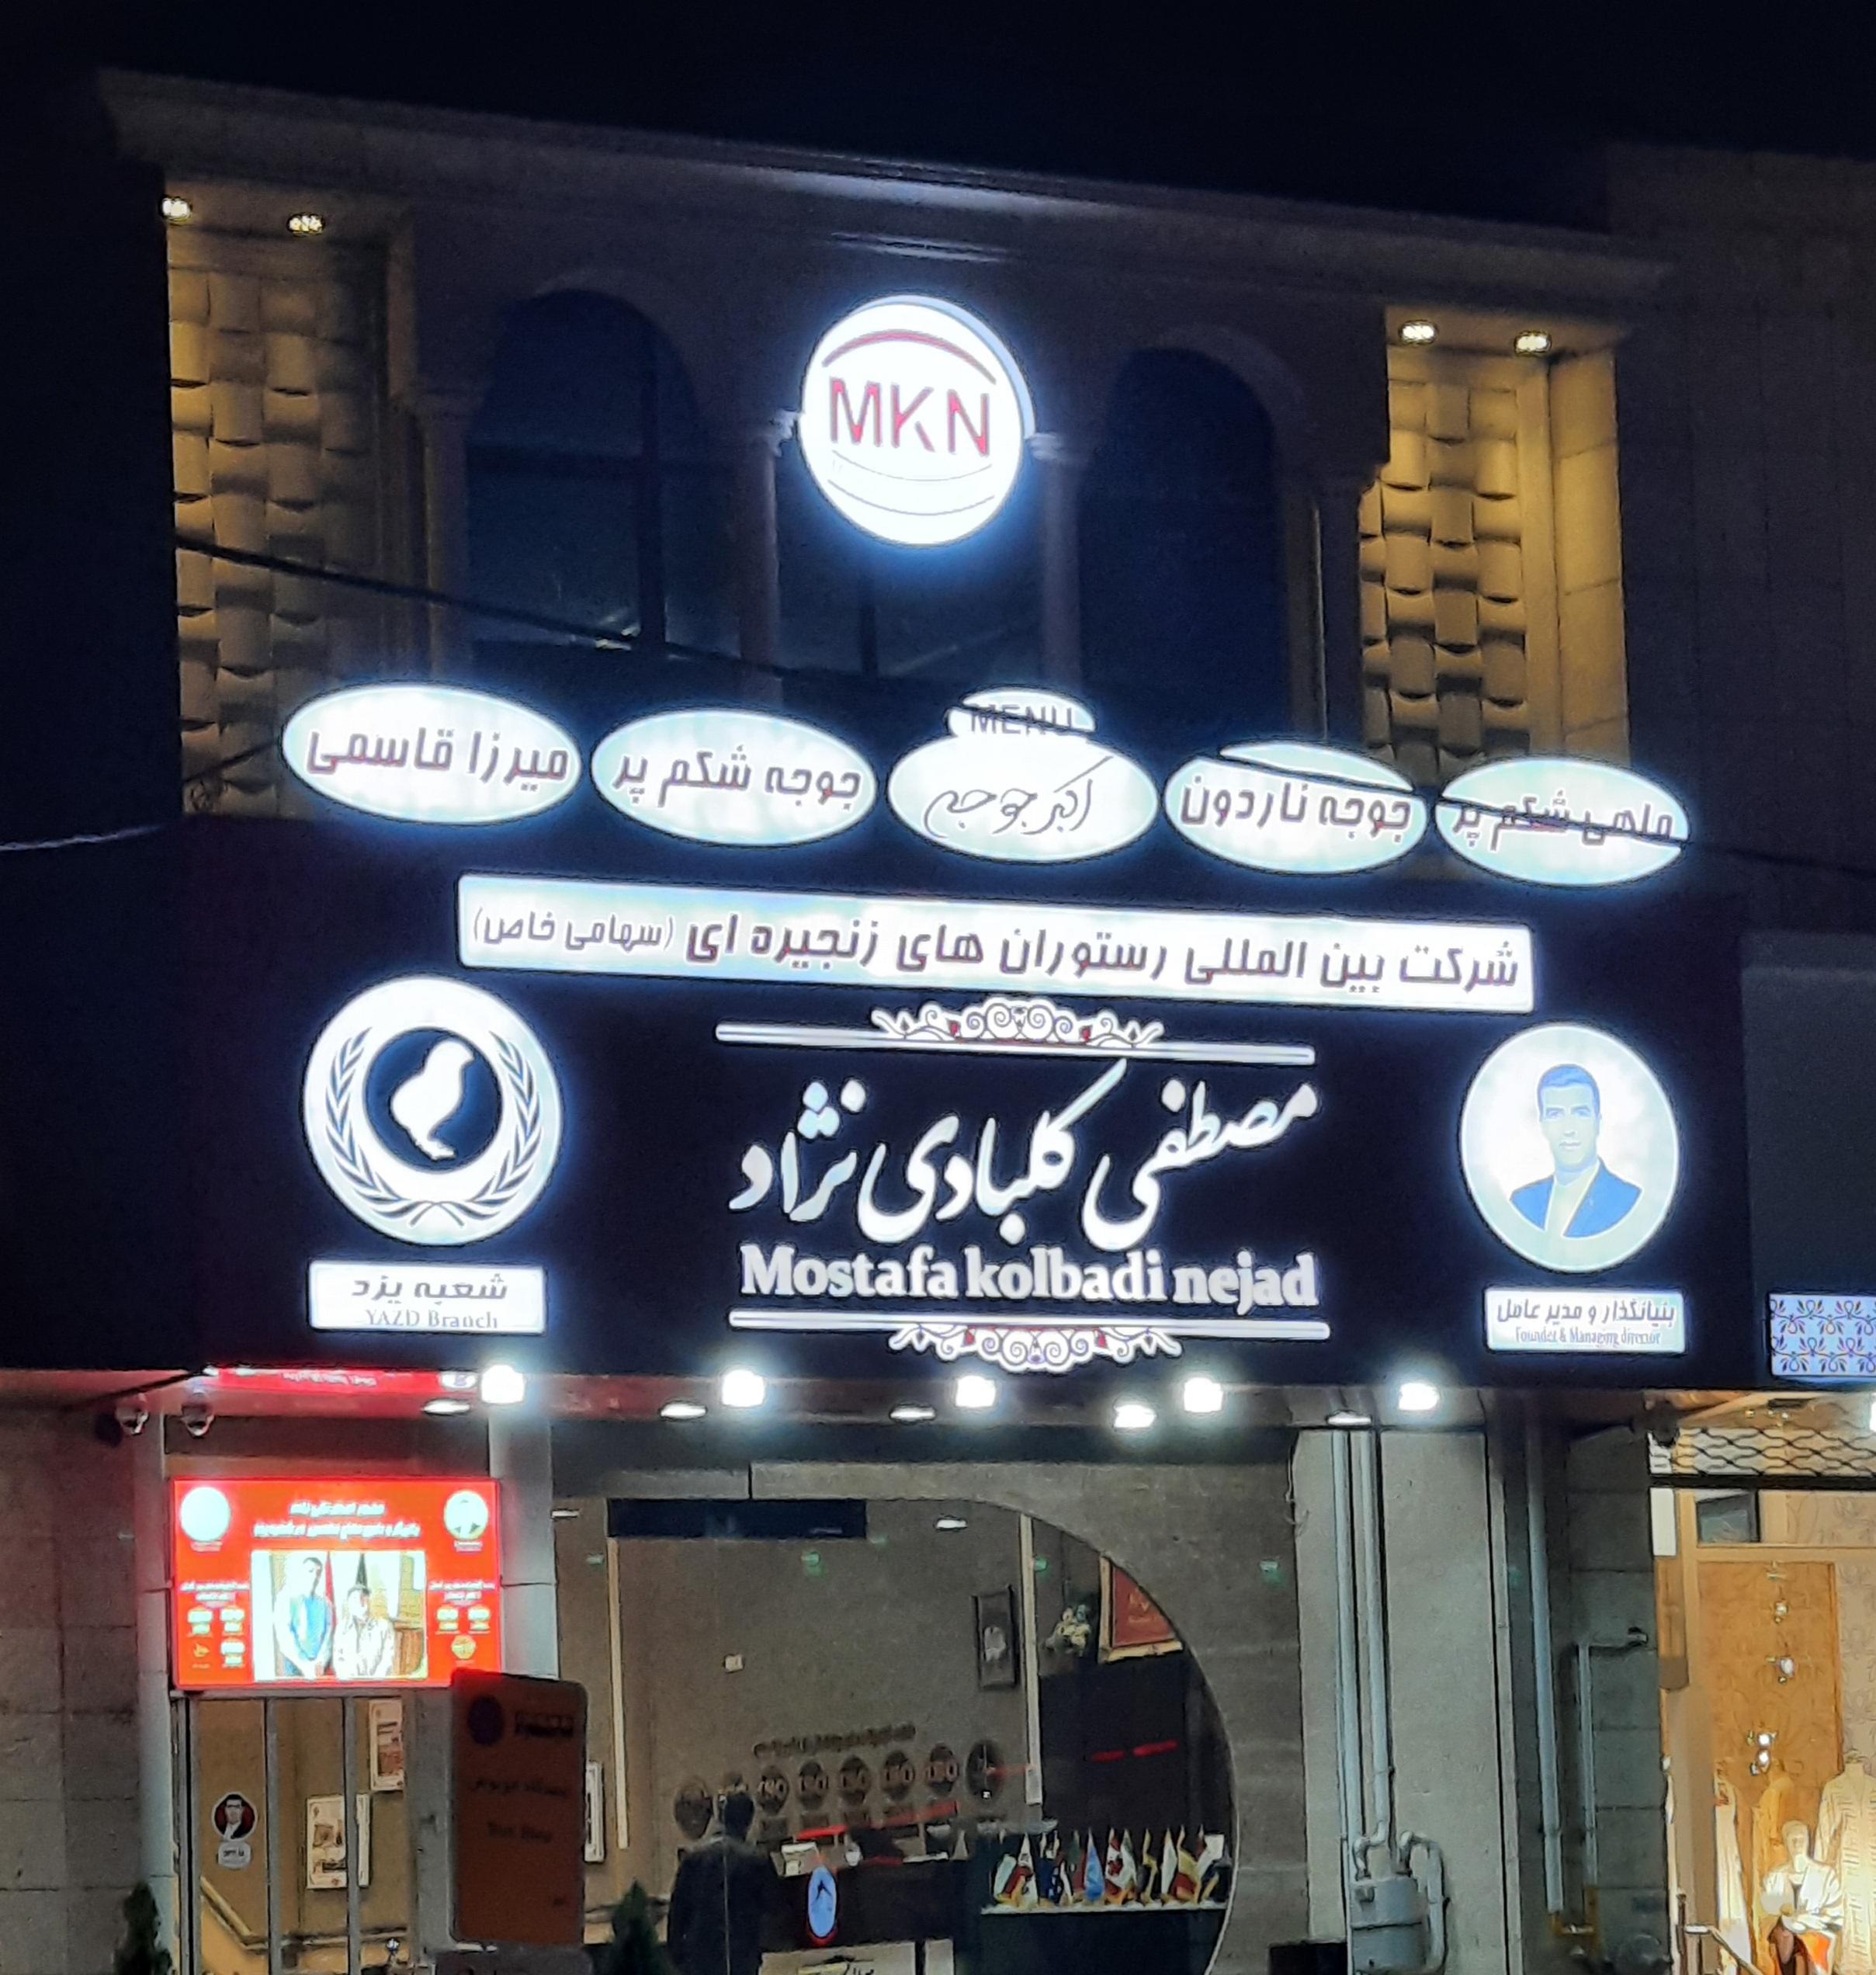 MKN
MENU
میرزا قاسمی
جوجه شکم پر
اکبر جوجه
جوجه ناردون
ماهی شکم پر
شرکت بین المللی رستوران های زنجیره ای (سهامی خاص)
مصطفی کلبادی نژاد
Mostafa kolbadi nejad
شعبه یزد
YAZD Branch
بنیانگذار و مدیر عامل
Founder & Managing director